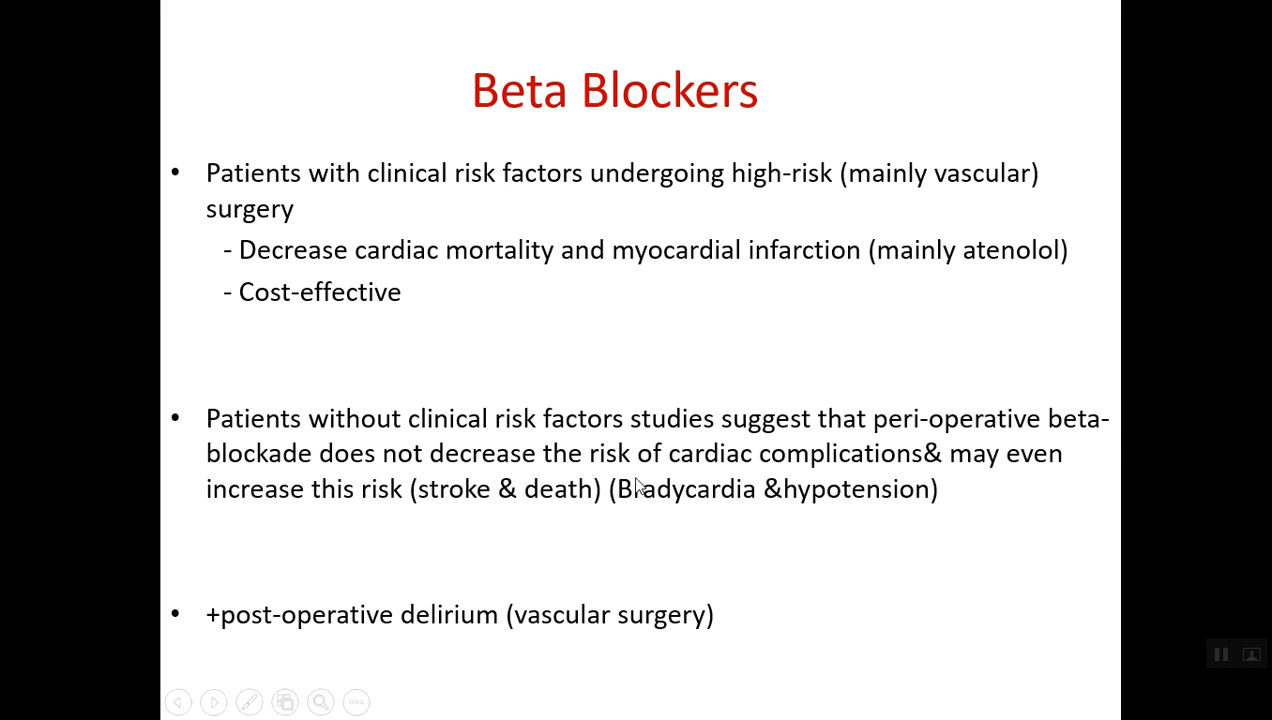 Beta Blockers
• Patients with clinical risk factors undergoing high-risk (mainly vascular)
surgery
- Decrease cardiac mortality and myocardial infarction (mainly atenolol)
- Cost-effective
• Patients without clinical risk factors studies suggest that peri-operative beta-
blockade does not decrease the risk of cardiac complications& may even
increase this risk (stroke & death) (Bradycardia &hypotension)
• +post-operative delirium (vascular surgery)